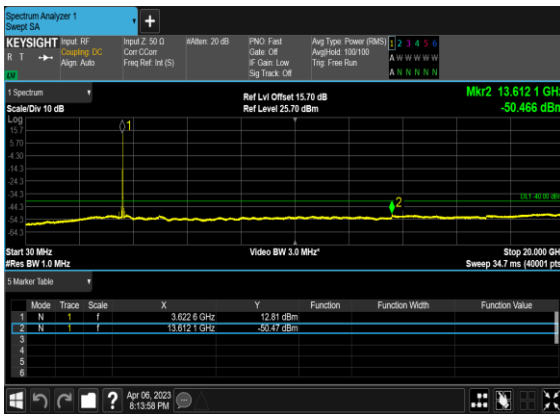 Spectrum Analyzer 1
Swept SA
+
KEYSIGHT Input: RF Input Z: 50 Ω #Atten: 20 dB PNO: Fast Avg Type: Power (RMS) 1 2 3 4 5 6
R T Coupling: DC Corr CCorr Gate: Off Avg|Hold: 100/100 A W W W W W
Align: Auto Freq Ref: Int (S) IF Gain: Low Trig: Free Run A N N N N N
Sig Track: Off
1 Spectrum Ref Lvl Offset 15.70 dB Mkr2 13.612 1 GHz
Scale/Div 10 dB Ref Level 25.70 dBm -50.466 dBm
Log
15.7
5.70
-4.30
-14.3
-24.3
-34.3
-44.3
-54.3
-64.3
1
2
DL1 -40.00 dBm
Start 30 MHz Video BW 3.0 MHz* Stop 20.000 GHz
#Res BW 1.0 MHz Sweep 34.7 ms (40001 pts)
5 Marker Table
Mode Trace Scale X Y Function Function Width Function Value
1 N 1 f 3.622 6 GHz 12.81 dBm
2 N 1 f 13.612 1 GHz -50.47 dBm
3
4
5
6
? Apr 06, 2023
8:13:58 PM